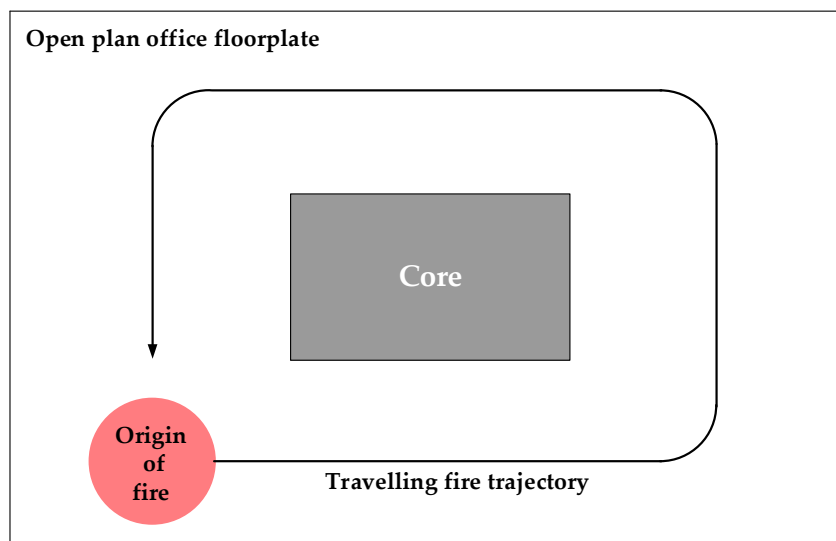 Open plan office floorplate
Core
Origin
of
fire
Travelling fire trajectory